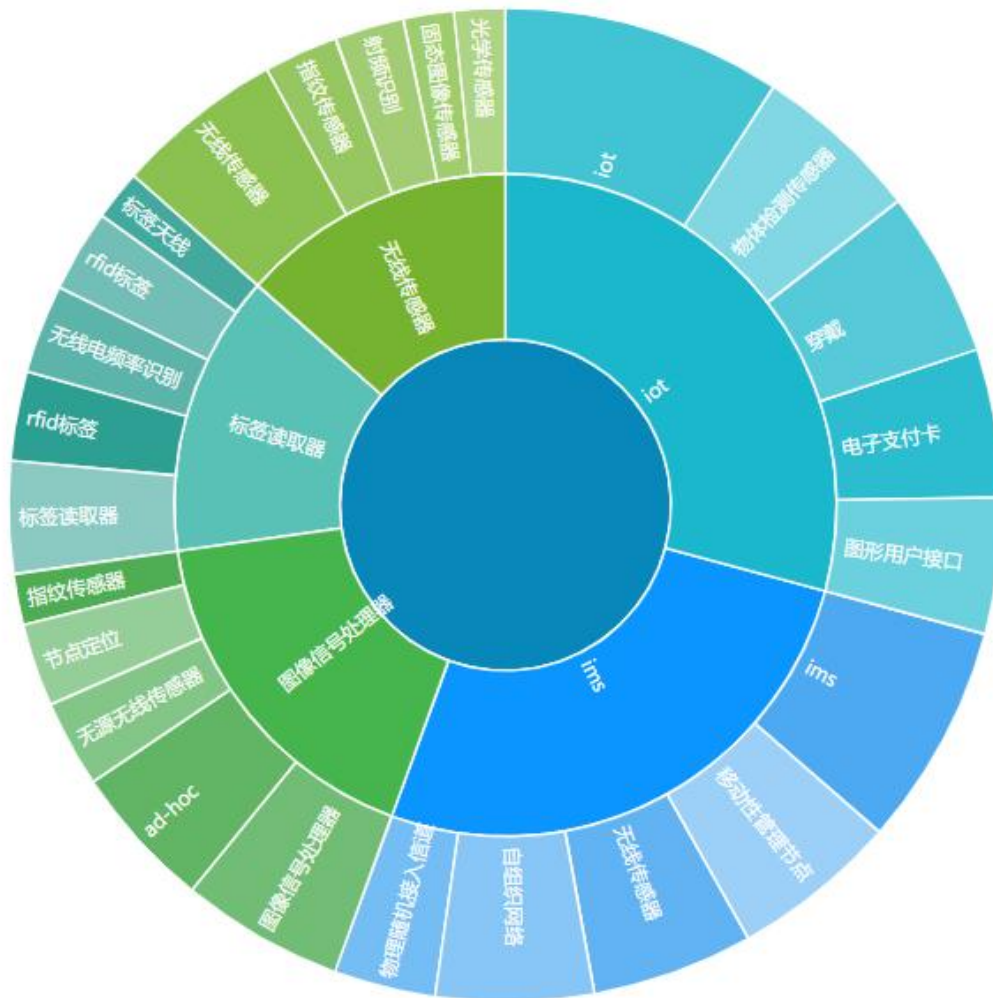 iot
iot
物体检测传感器
穿戴
电子支付卡
图形用户接口
ims
ims
移动性管理节点
无线传感器
自组织网络
物理随机接入信道
图像信号处理器
图像信号处理器
ad-hoc
无源无线传感器
节点定位
指纹传感器
标签读取器
标签读取器
rfid标签
无线电频率识别
rfid标签
标签天线
无线传感器
无线传感器
指纹传感器
射频识别
固态图像传感器
光学传感器